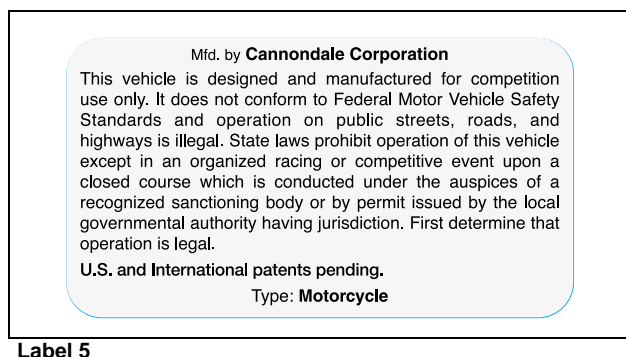 Mfd. by Cannondale Corporation
This vehicle is designed and manufactured for competition
use only. It does not conform to Federal Motor Vehicle Safety
Standards and operation on public streets, roads, and
highways is illegal. State laws prohibit operation of this vehicle
except in an organized racing or competitive event upon a
closed course which is conducted under the auspices of a
recognized sanctioning body or by permit issued by the local
governmental authority having jurisdiction. First determine that
operation is legal.
U.S. and International patents pending.
Type: Motorcycle
Label 5